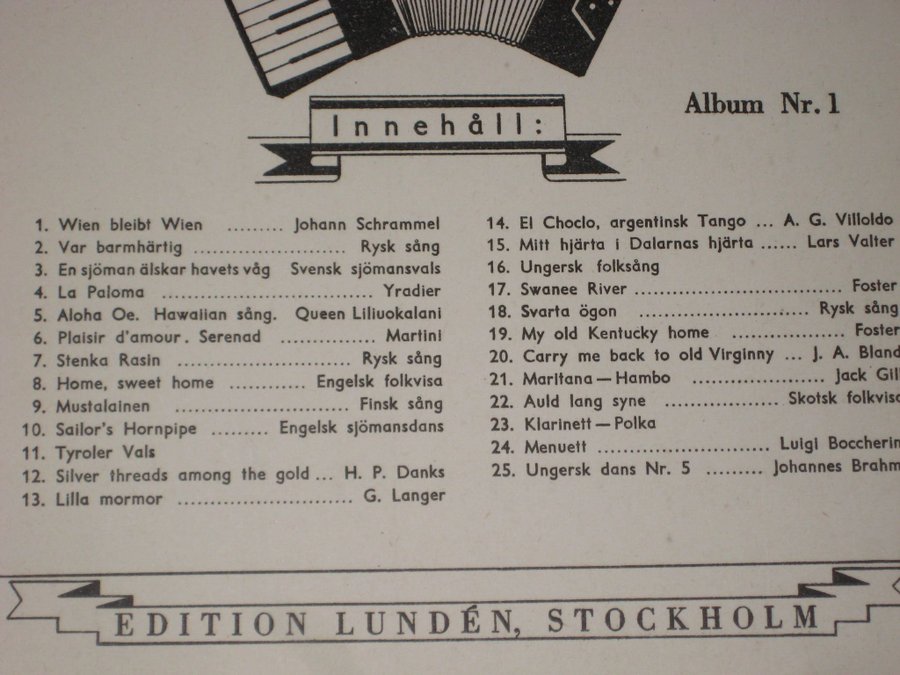 Album Nr. 1
Innehåll:
1. Wien bleibt Wien ......... Johann Schrammel
2. Var barmhärtig ........................ Rysk sång
3. En sjöman älskar havets våg Svensk sjömansvals
4. La Paloma ................................. Yradier
5. Aloha Oe. Hawaiian sång. Queen Liliuokalani
6. Plaisir d'amour. Serenad ............... Martini
7. Stenka Rasin ........................... Rysk sång
8. Home, sweet home ............ Engelsk folkvisa
9. Mustalainen ........................... Finsk sång
10. Sailor's Hornpipe ......... Engelsk sjömansdans
11. Tyroler Vals
12. Silver threads among the gold ... H. P. Danks
13. Lilla mormor ........................... G. Langer
14. El Choclo, argentinsk Tango ... A. G. Villoldo
15. Mitt hjärta i Dalarnas hjärta ...... Lars Valter
16. Ungersk folksång
17. Swanee River ................................. Foster
18. Svarta ögon ........................... Rysk sång
19. My old Kentucky home .................. Foster
20. Carry me back to old Virginny ... J. A. Bland
21. Maritana — Hambo ..................... Jack Gill
22. Auld lang syne .................. Skotsk folkvisa
23. Klarinett — Polka
24. Menuett ........................... Luigi Boccherin
25. Ungersk dans Nr. 5 ......... Johannes Brahm
EDITION LUNDÉN, STOCKHOLM